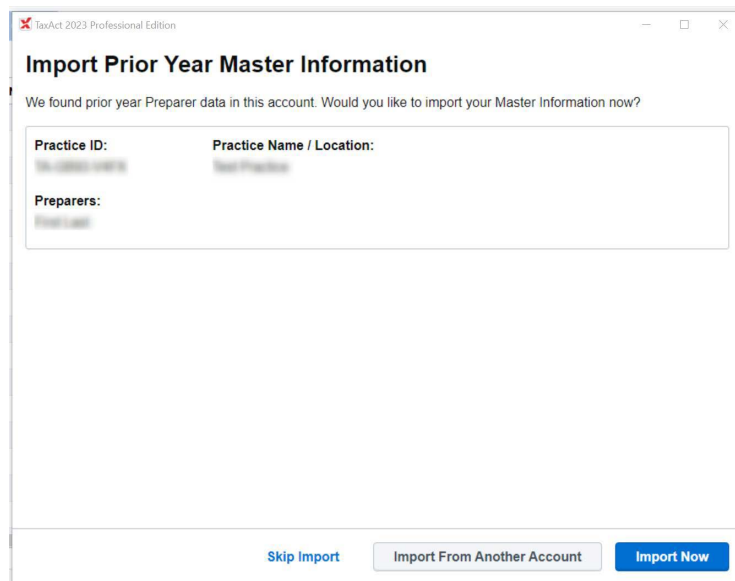 TaxAct 2023 Professional Edition
Import Prior Year Master Information
We found prior year Preparer data in this account. Would you like to import your Master Information now?
Practice ID: Practice Name / Location:
Preparers:
Skip Import Import From Another Account Import Now